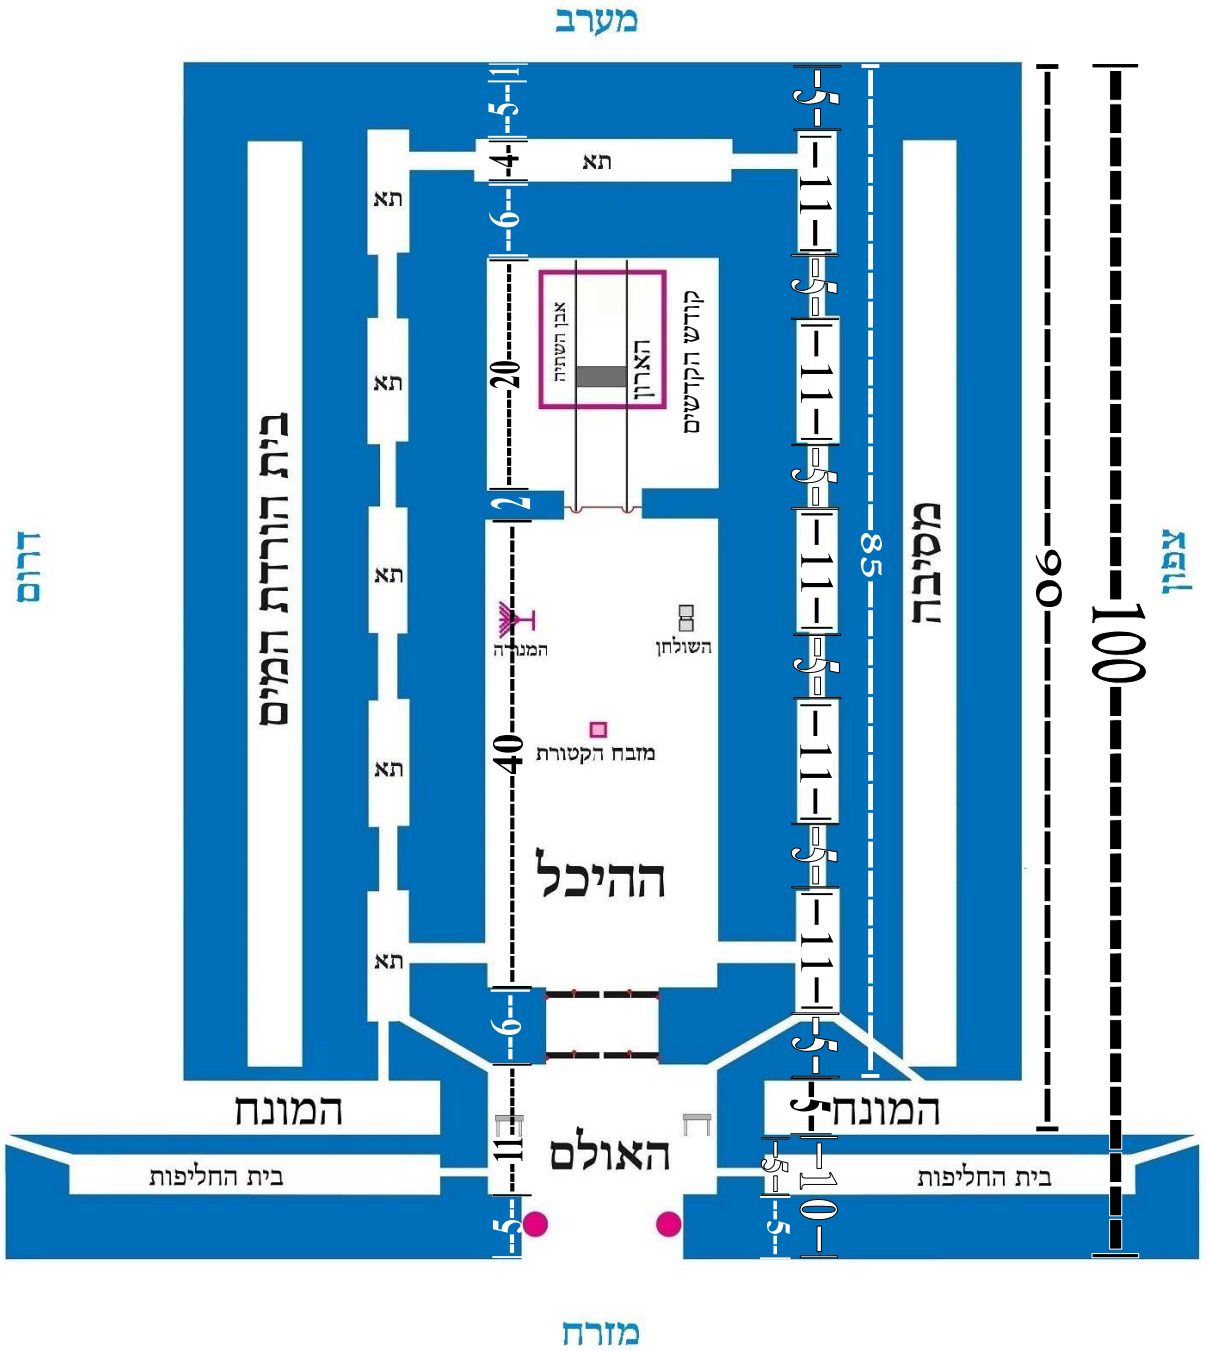 מערב
1
5
4
תא
6
20
2
40
6
11
5
תא
תא
תא
תא
תא
5
11
5
11
5
11
5
11
5
11
5
5
10
5
5
85
90
100
אבן השתיה
הארון
קודש הקדשים
בית הורדת המים
מסיבה
דרום
צפון
המנורה
השולחן
מזבח הקטורת
ההיכל
המונח
המונח
האולם
בית החליפות
בית החליפות
מזרח